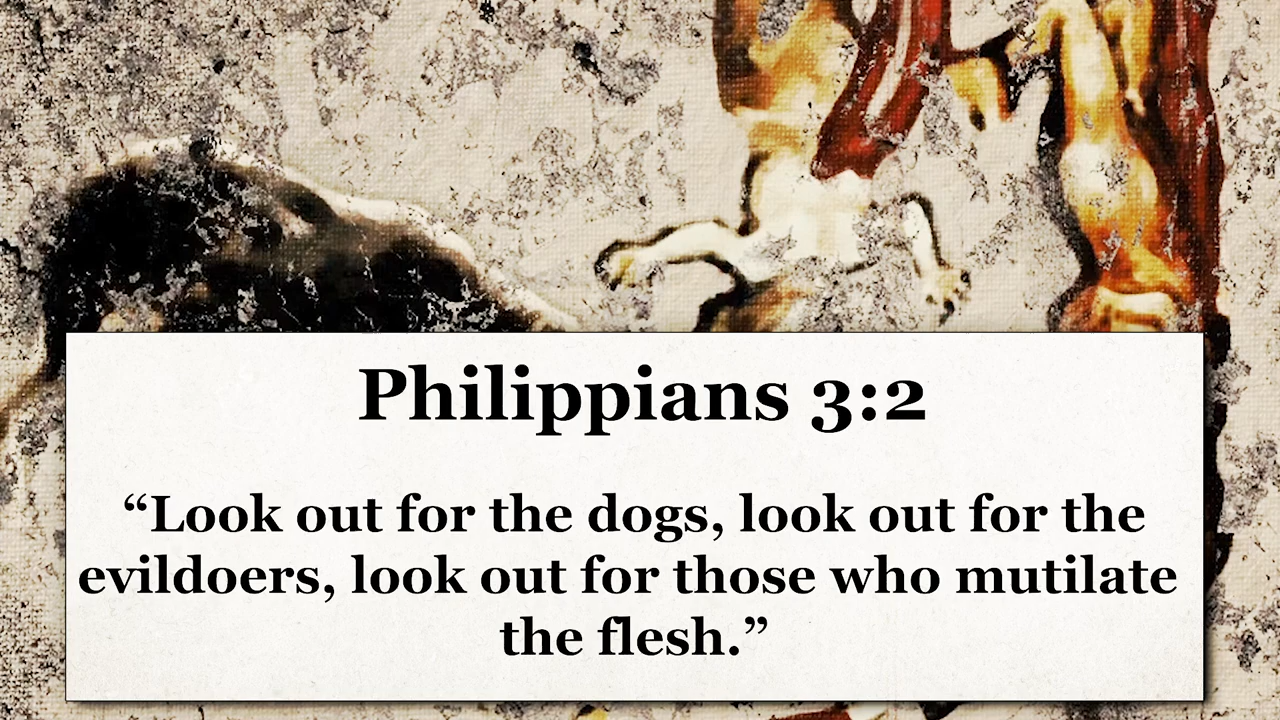 Philippians 3:2
“Look out for the dogs, look out for the
evildoers, look out for those who mutilate
the flesh.”